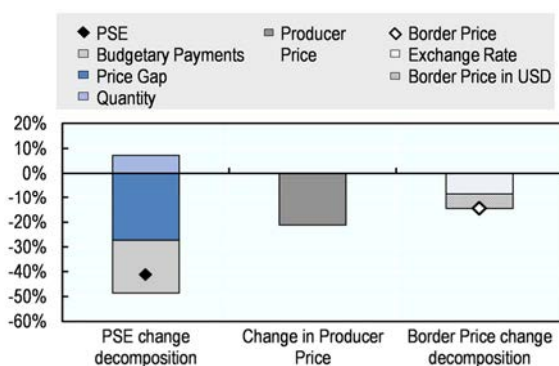 PSE
Budgetary Payments
Price Gap
Quantity
Producer
Price
Border Price
Exchange Rate
Border Price in USD
20%
10%
0%
-10%
-20%
-30%
-40%
-50%
-60%
PSE change
decomposition
Change in Producer
Price
Border Price change
decomposition